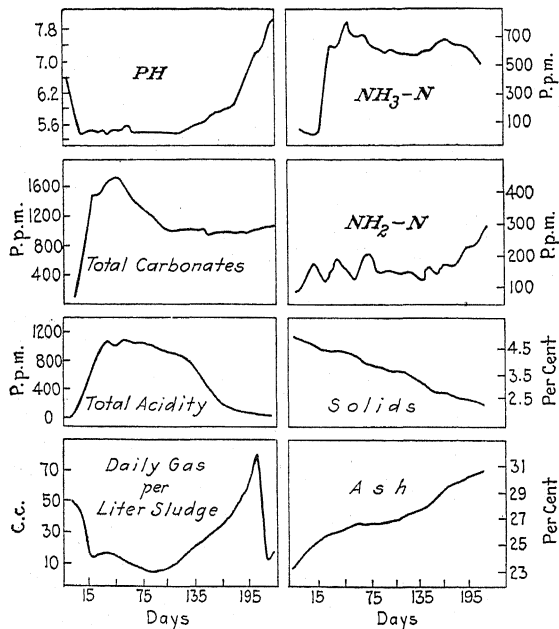 7.8
7.0
6.2
5.6
PH
700
500
300
100
P.p.m.
NH3-N
1600
1000
400
P.p.m.
Total Carbonates
400
300
200
100
P.p.m.
NH2-N
1200
800
400
0
P.p.m.
Total Acidity
4.5
3.5
2.5
Per Cent
Solids
70
50
30
10
C.c.
Daily Gas
per
Liter Sludge
15 75 135 195
Days
31
29
27
25
23
Per Cent
Ash
15 75 135 195
Days